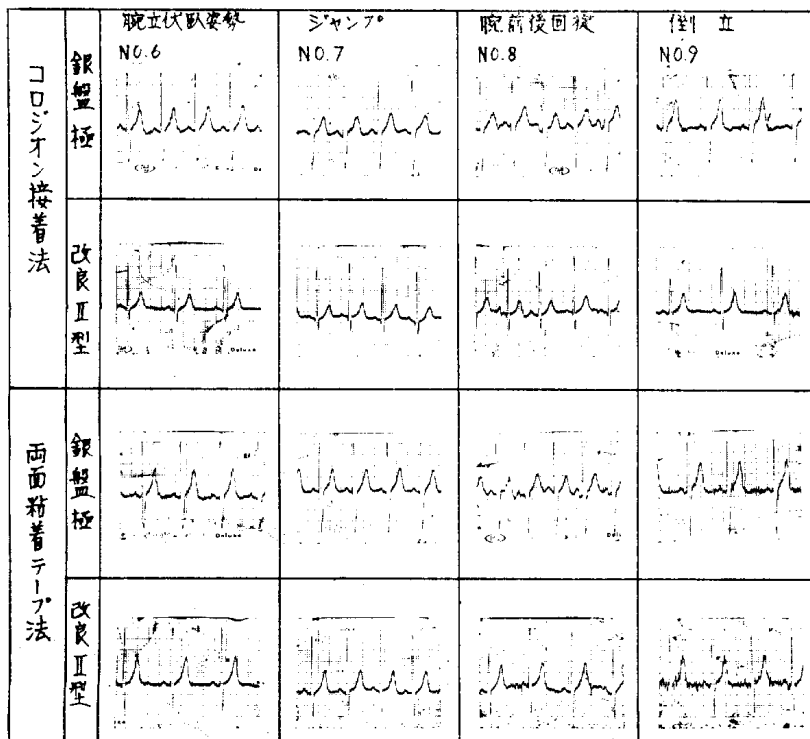 腕立伏臥姿勢 ジャンプ 腕前後回旋 倒立
NO.6 NO.7 NO.8 NO.9
コロジオン接着法
銀盤極
改良Ⅱ型
Deluxe
Deluxe
両面粘着テープ法
銀盤極
Deluxe
改良Ⅱ型